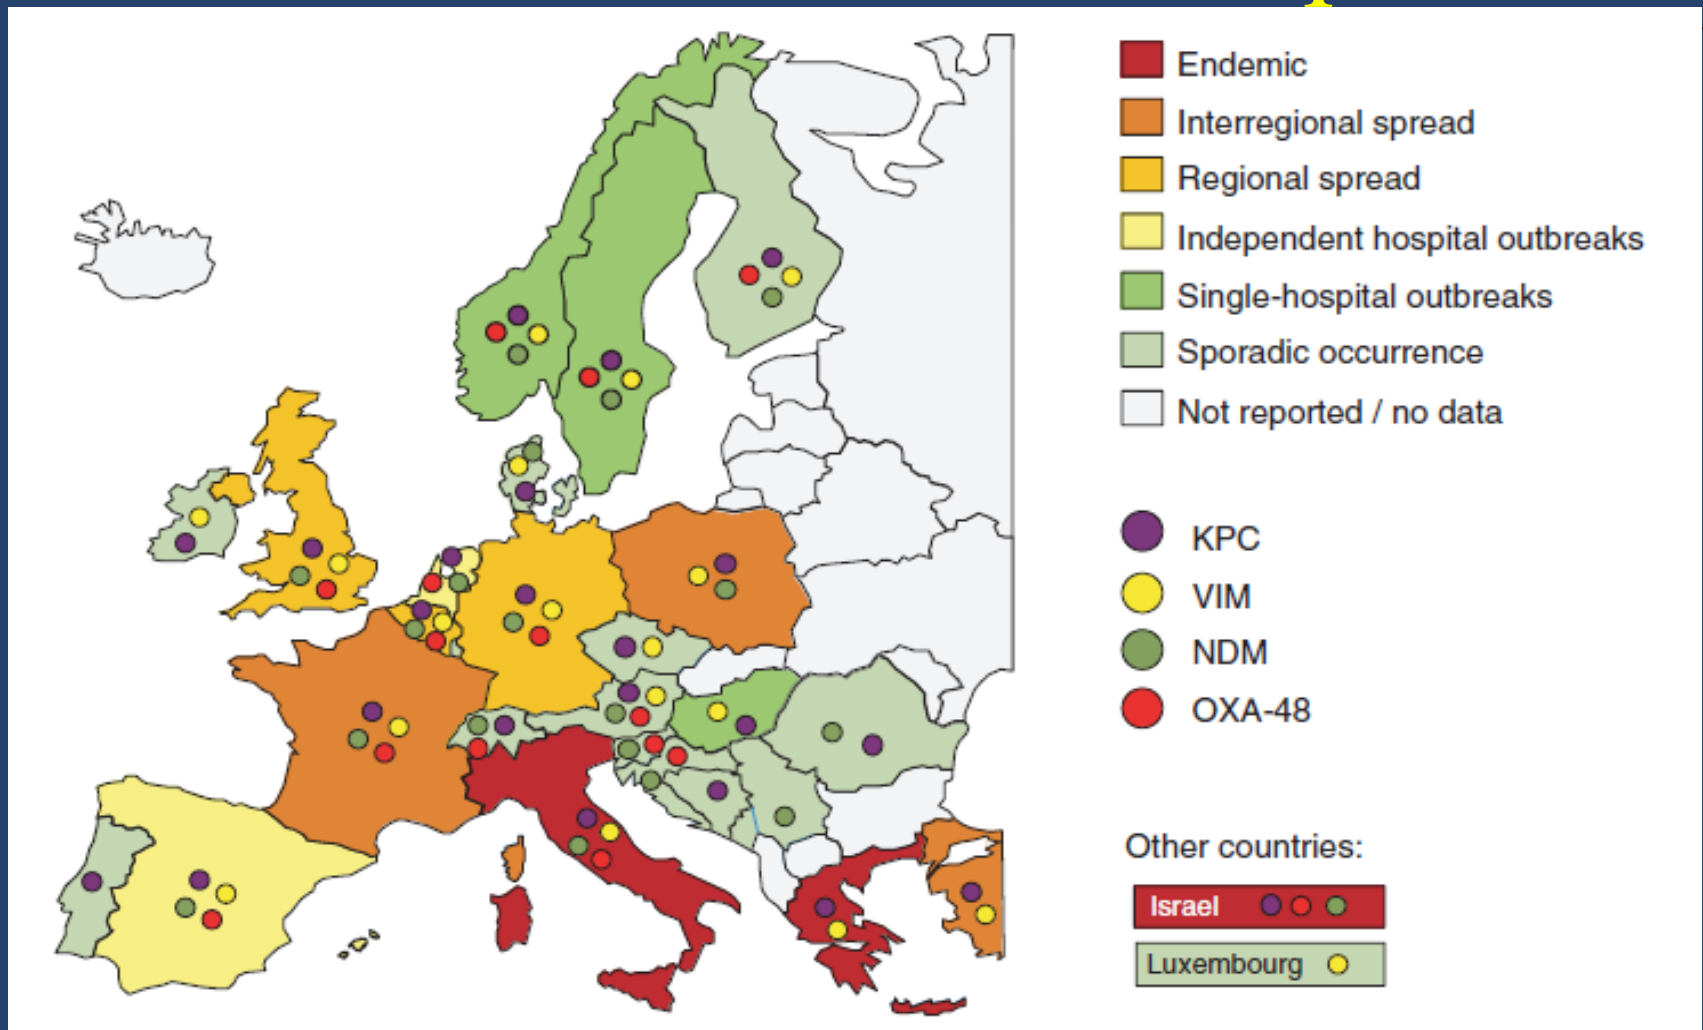 Endemic
Interregional spread
Regional spread
Independent hospital outbreaks
Single-hospital outbreaks
Sporadic occurrence
Not reported / no data
KPC
VIM
NDM
OXA-48
Other countries:
Israel
Luxembourg